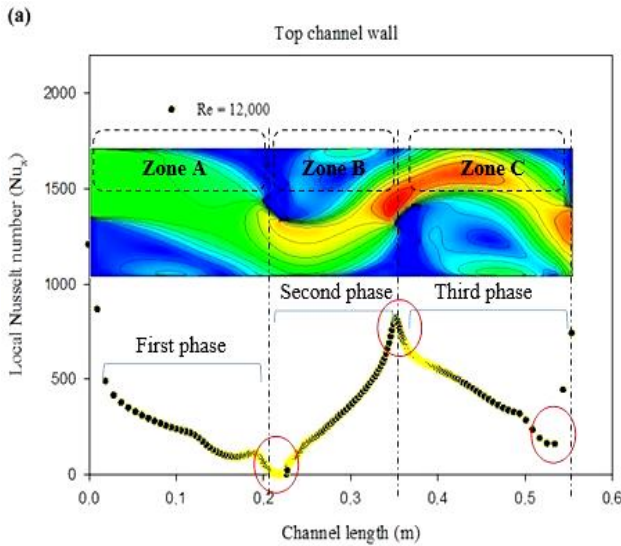 (a)
Top channel wall
2000
Re = 12,000
Zone A Zone B Zone C
1500
1000
Second phase Third phase
First phase
500
0
0.0 0.1 0.2 0.3 0.4 0.5 0.6
Local Nusselt number (Nuₓ)
Channel length (m)